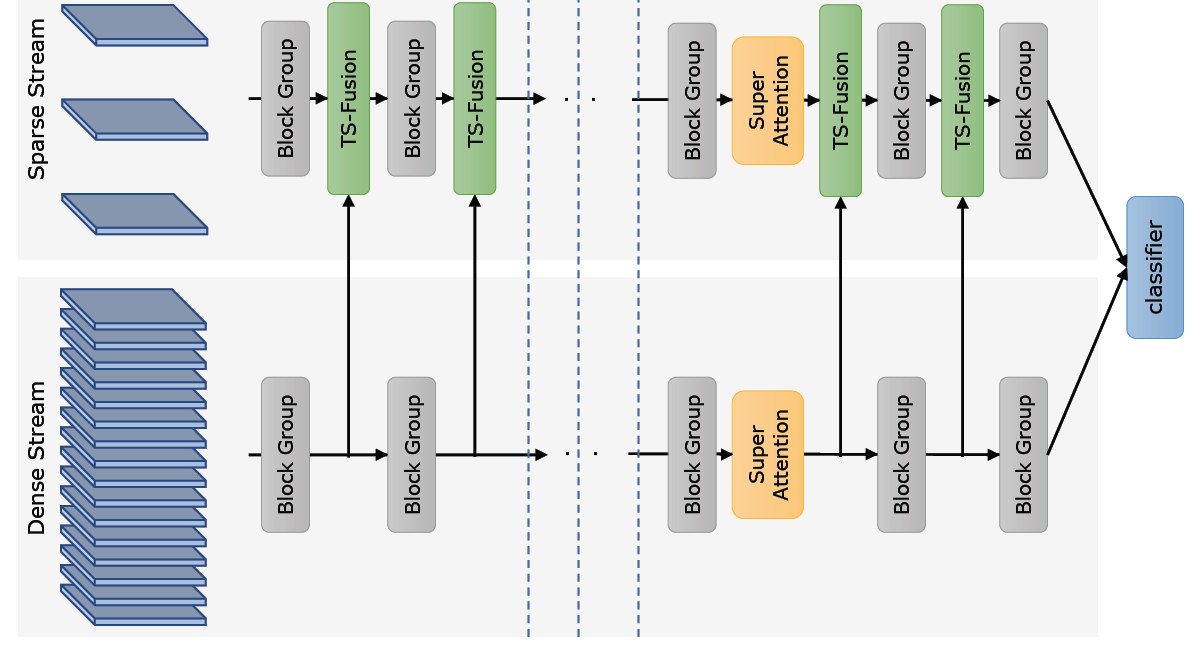 Sparse Stream
Block Group
TS-Fusion
Block Group
TS-Fusion
. .
Block Group
Super
Attention
TS-Fusion
Block Group
TS-Fusion
Block Group
classifier
Dense Stream
Block Group
Block Group
. .
Block Group
Super
Attention
Block Group
Block Group